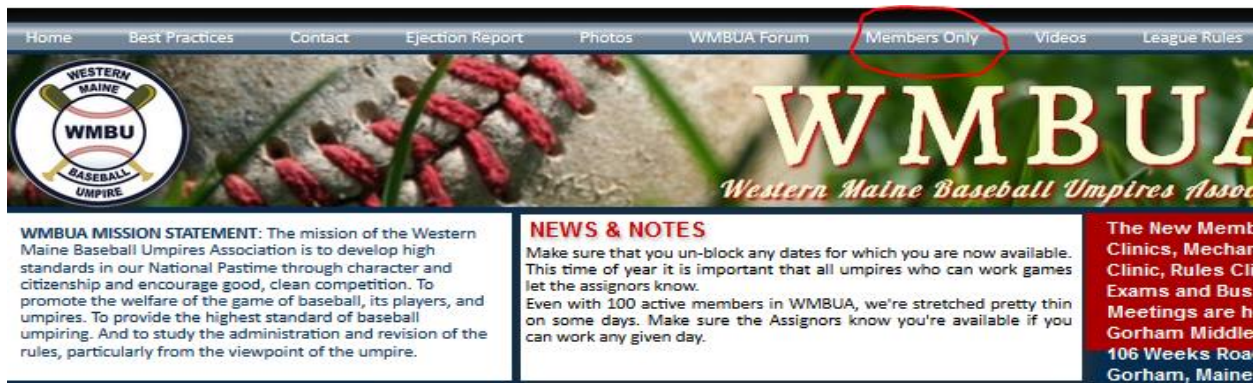 Home Best Practices Contact Ejection Report Photos WMBUA Forum Members Only Videos League Rules
WESTERN
MAINE
WMBU
BASEBALL
UMPIRE
WMBUA
Western Maine Baseball Umpires Assoc
WMBUA MISSION STATEMENT: The mission of the Western
Maine Baseball Umpires Association is to develop high
standards in our National Pastime through character and
citizenship and encourage good, clean competition. To
promote the welfare of the game of baseball, its players, and
umpires. To provide the highest standard of baseball
umpiring. And to study the administration and revision of the
rules, particularly from the viewpoint of the umpire.
NEWS & NOTES
Make sure that you un-block any dates for which you are now available.
This time of year it is important that all umpires who can work games
let the assignors know.
Even with 100 active members in WMBUA, we're stretched pretty thin
on some days. Make sure the Assignors know you're available if you
can work any given day.
The New Memb
Clinics, Mechan
Clinic, Rules Cli
Exams and Bus
Meetings are h
Gorham Middle
106 Weeks Roa
Gorham, Maine